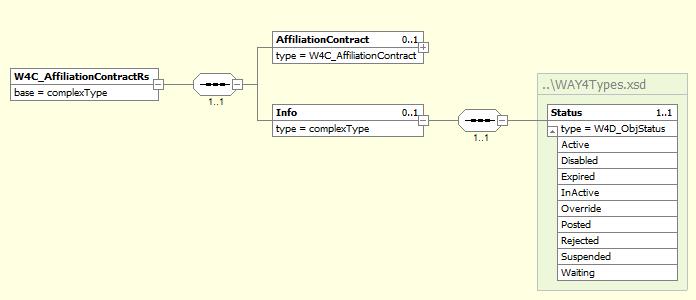 W4C_AffiliationContractRs
base = complexType
1..1
AffiliationContract 0..1
type = W4C_AffiliationContract
Info 0..1
type = complexType
1..1
..\WAY4Types.xsd
Status 1..1
type = W4D_ObjStatus
Active
Disabled
Expired
InActive
Override
Posted
Rejected
Suspended
Waiting